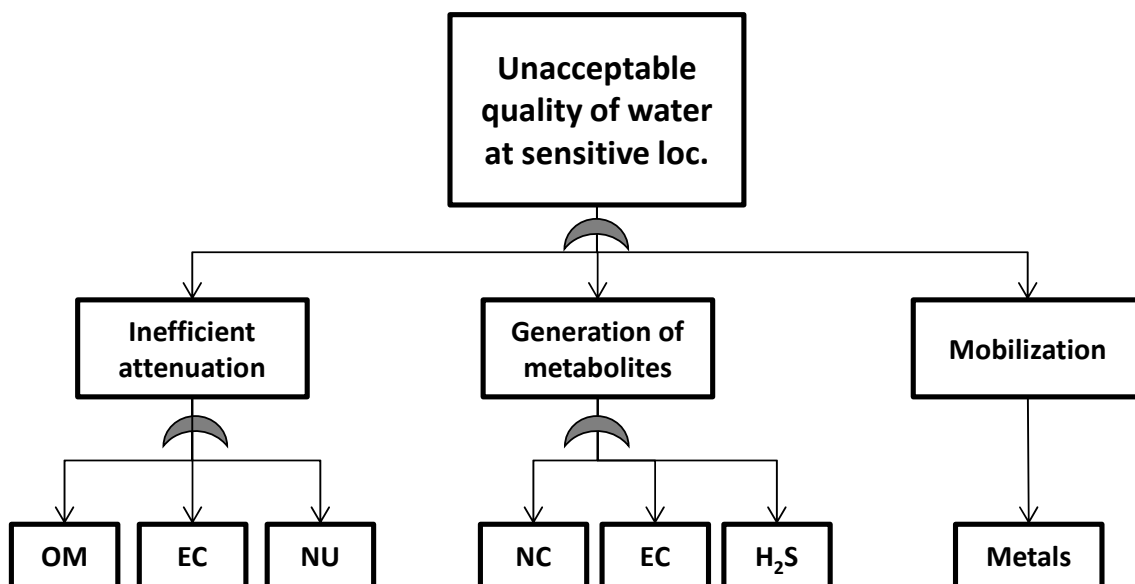 Unacceptable
quality of water
at sensitive loc.
Inefficient
attenuation
Generation of
metabolites
Mobilization
OM
EC
NU
NC
EC
H₂S
Metals